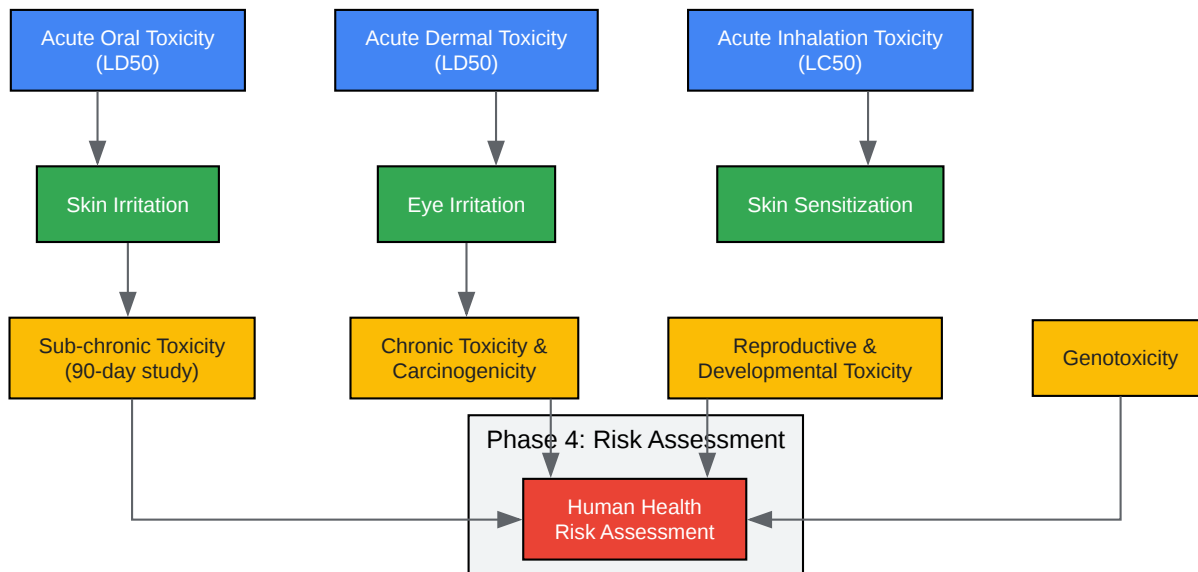 Acute Oral Toxicity
(LD50)
Acute Dermal Toxicity
(LD50)
Acute Inhalation Toxicity
(LC50)
Skin Irritation
Eye Irritation
Skin Sensitization
Sub-chronic Toxicity
(90-day study)
Chronic Toxicity &
Carcinogenicity
Reproductive &
Developmental Toxicity
Genotoxicity
Phase 4: Risk Assessment
Human Health
Risk Assessment